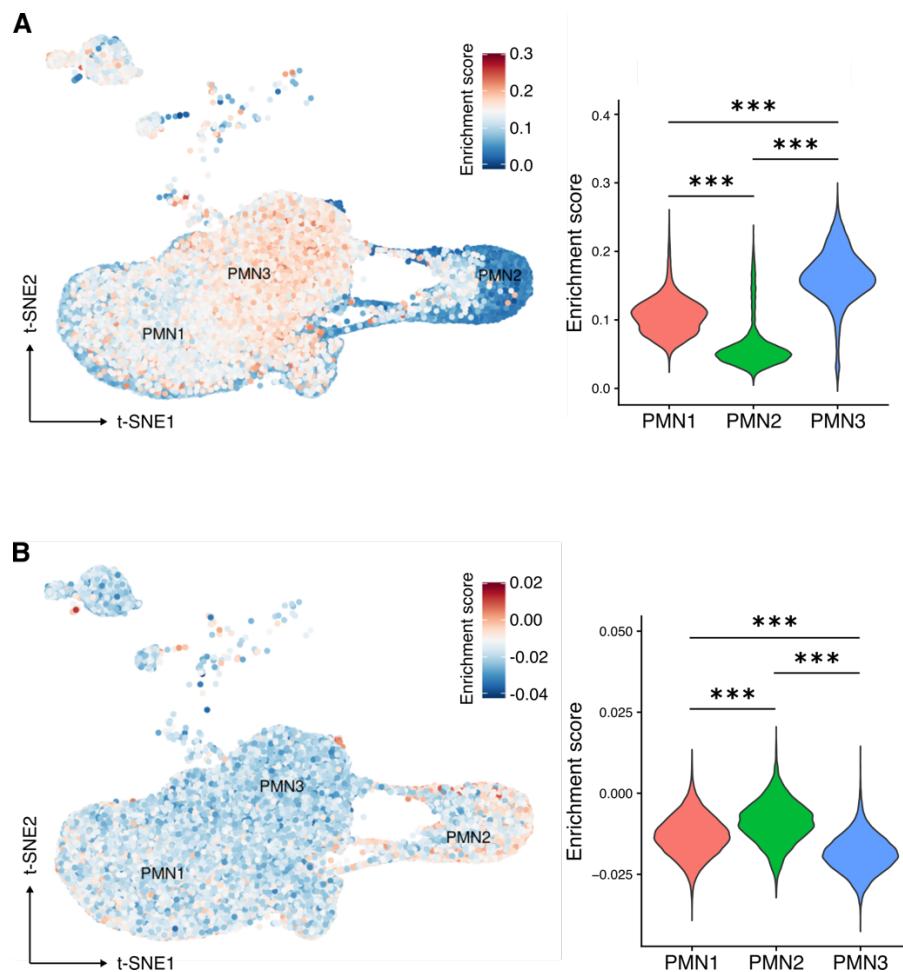 A
Enrichment score
0.3
0.2
0.1
0.0
PMN3
PMN2
PMN1
t-SNE2
t-SNE1
Enrichment score
0.4
0.3
0.2
0.1
0.0
***
***
***
PMN1 PMN2 PMN3
B
Enrichment score
0.02
0.00
-0.02
-0.04
PMN3
PMN2
PMN1
t-SNE2
t-SNE1
Enrichment score
0.050
0.025
0.000
−0.025
***
***
***
PMN1 PMN2 PMN3